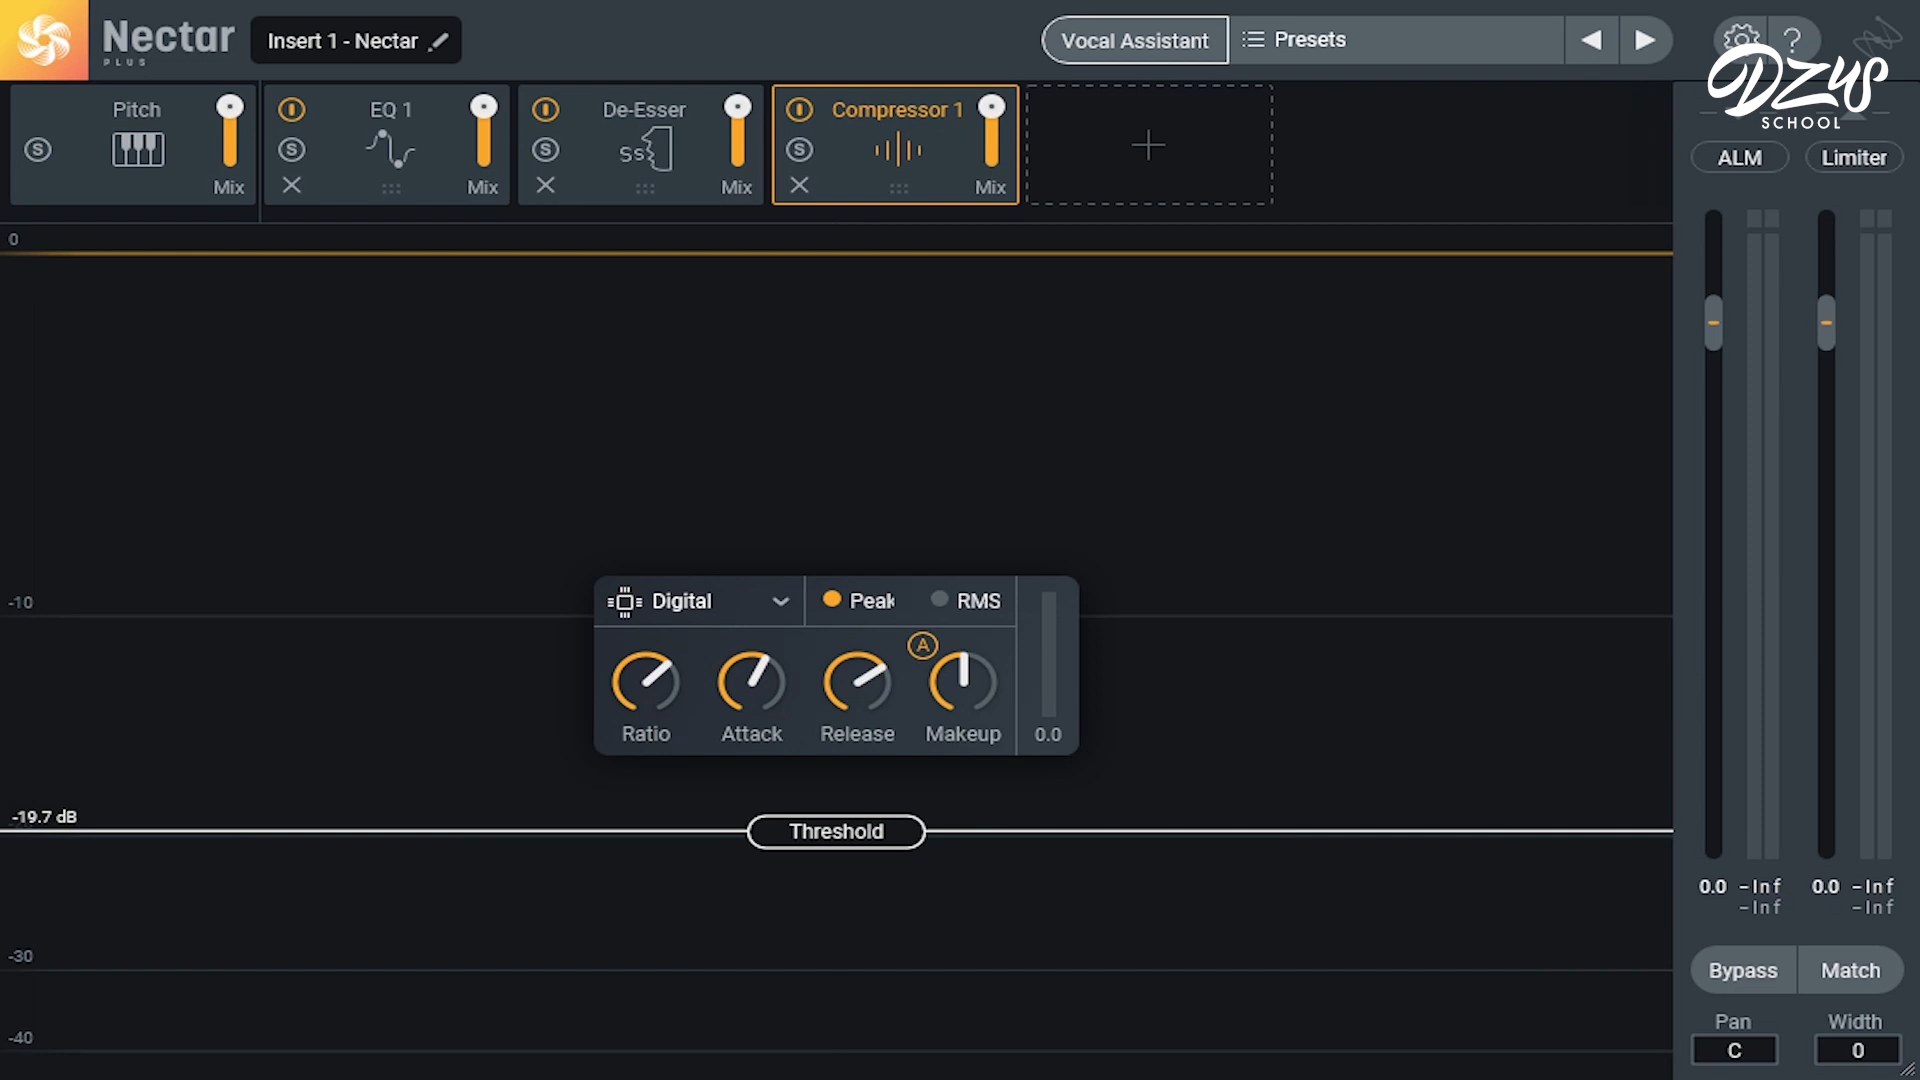 Nectar
PLUS
Insert 1 - Nectar
Vocal Assistant
Presets
?
Dzus
SCHOOL
Pitch
S
Mix
EQ 1
S
Mix
De-Esser
S
Ss
Mix
Compressor 1
S
Mix
ALM
Limiter
0
-10
Digital
Peak
RMS
A
Ratio
Attack
Release
Makeup
0.0
-19.7 dB
Threshold
-30
-40
0.0 -Inf
-Inf
0.0 -Inf
-Inf
Bypass
Match
Pan
C
Width
0